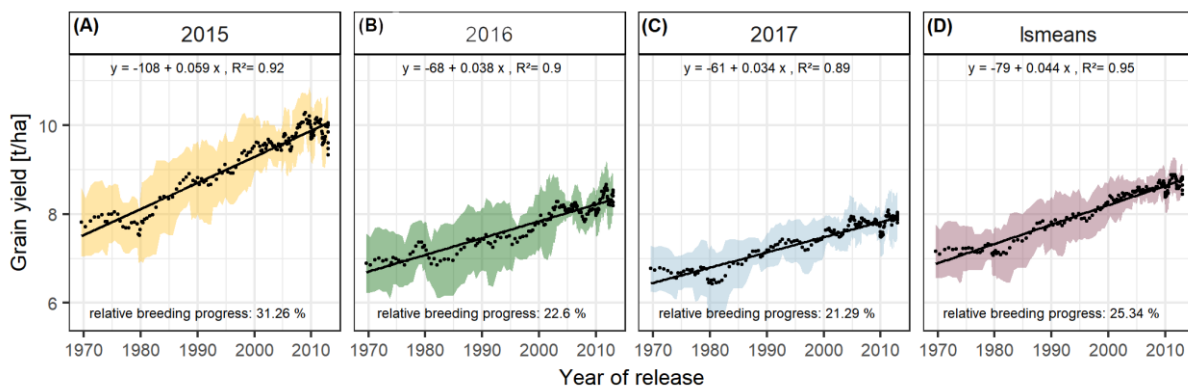 (A) 2015
(B) 2016
(C) 2017
(D) lsmeans
y = -108 + 0.059 x , R²= 0.92
y = -68 + 0.038 x , R²= 0.9
y = -61 + 0.034 x , R²= 0.89
y = -79 + 0.044 x , R²= 0.95
Grain yield [t/ha]
10
8
6
relative breeding progress: 31.26 %
relative breeding progress: 22.6 %
relative breeding progress: 21.29 %
relative breeding progress: 25.34 %
1970 1980 1990 2000 2010
1970 1980 1990 2000 2010
1970 1980 1990 2000 2010
1970 1980 1990 2000 2010
Year of release